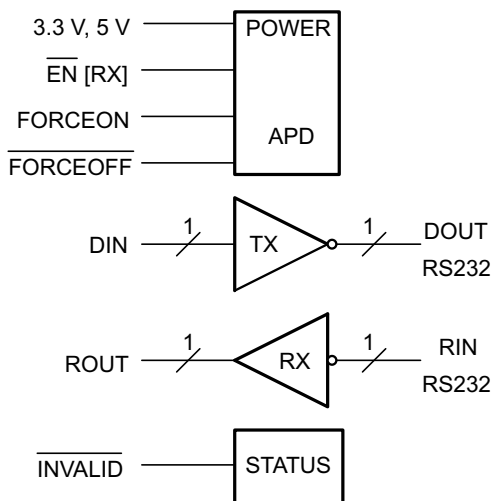 3.3 V, 5 V
POWER
EN [RX]
FORCEON
APD
FORCEOFF
DIN
1
TX
1
DOUT
RS232
ROUT
1
RX
1
RIN
RS232
INVALID
STATUS